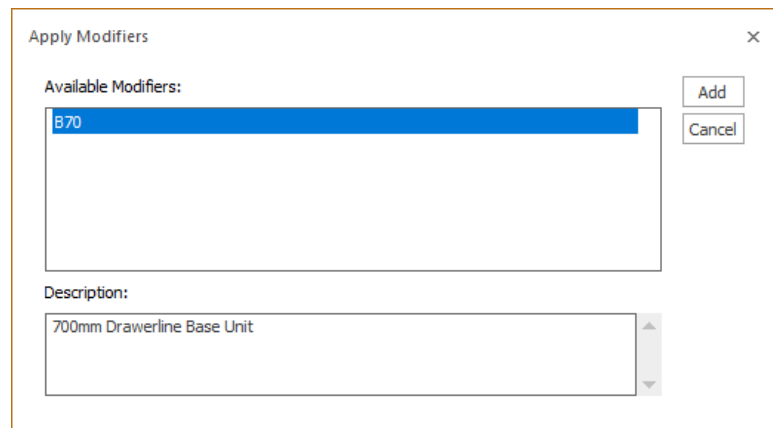 Apply Modifiers
Available Modifiers:
Add
B70
Cancel
Description:
700mm Drawerline Base Unit